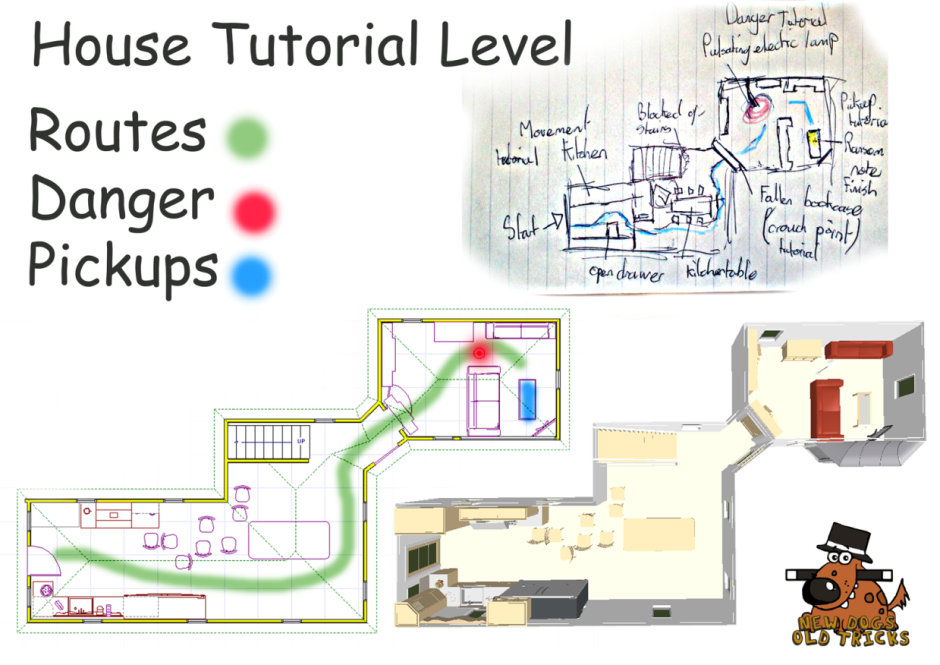 House Tutorial Level
Routes
Danger
Pickups
Danger Tutorial
Pulsating electric lamp
Movement
tutorial
Kitchen
Blocked of-
stairs
Pickup
tutoria
Ransom
note
Finish
Start
Fallen bookcase
(crouch point)
tutorial
open drawer
kitchentable
UP
NEW DOGS
OLD TRICKS